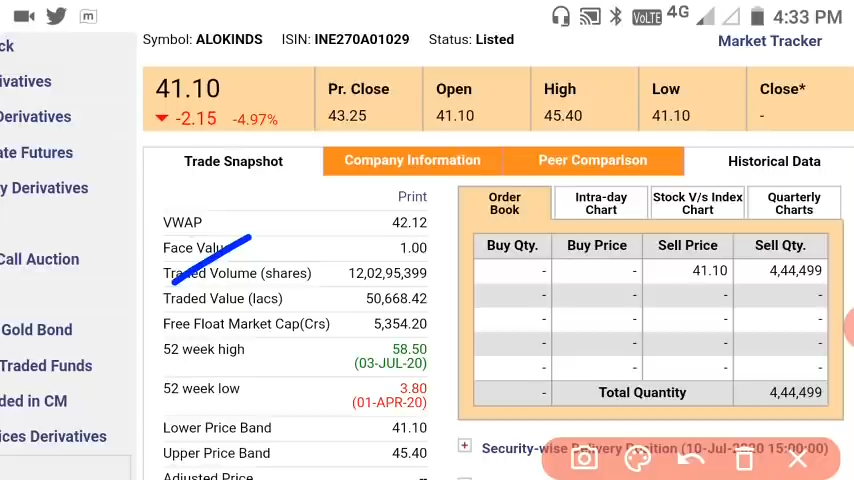 m VoLTE 4G 4:33 PM
ck
Symbol: ALOKINDS ISIN: INE270A01029 Status: Listed
Market Tracker
ivatives
Derivatives
ate Futures
y Derivatives
Call Auction
Gold Bond
Traded Funds
ded in CM
ices Derivatives
41.10
-2.15 -4.97%
Pr. Close Open High Low Close*
43.25 41.10 45.40 41.10 -
Trade Snapshot Company Information Peer Comparison Historical Data
Print
VWAP 42.12
Face Value 1.00
Traded Volume (shares) 12,02,95,399
Traded Value (lacs) 50,668.42
Free Float Market Cap(Crs) 5,354.20
52 week high 58.50
(03-JUL-20)
52 week low 3.80
(01-APR-20)
Lower Price Band 41.10
Upper Price Band 45.40
Adjusted Price --
Order Book
Intra-day Chart
Stock V/s Index Chart
Quarterly Charts
Buy Qty. Buy Price Sell Price Sell Qty.
- - 41.10 4,44,499
- - - -
- - - -
- - - -
- - - -
- Total Quantity 4,44,499
Security-wise Delivery Position (10-Jul-2020 15:00:00)